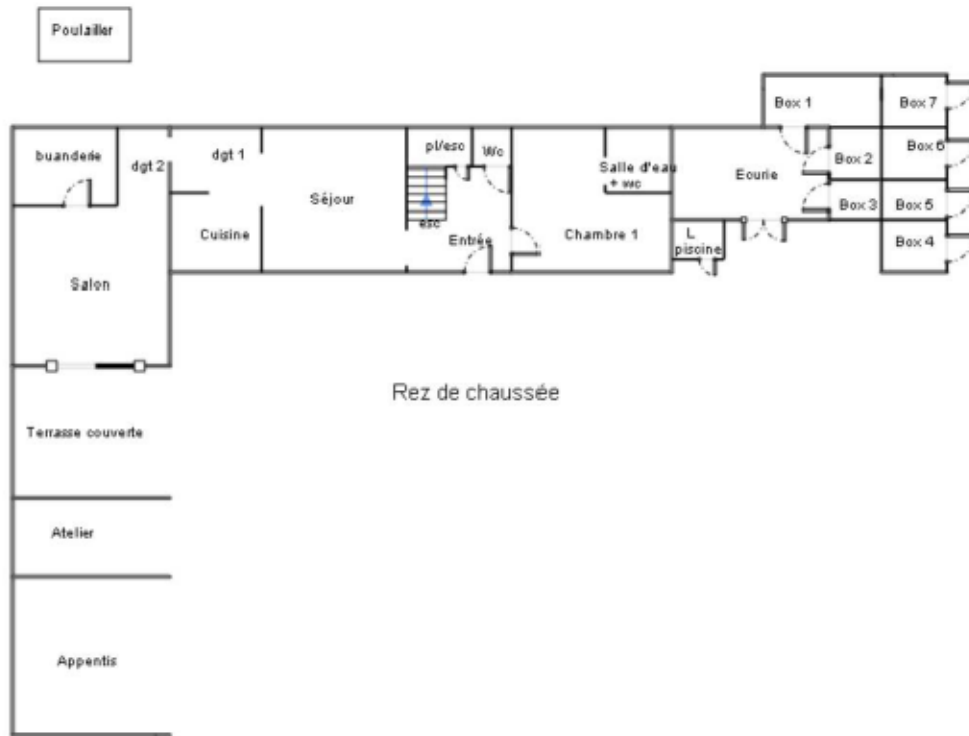 Poulailler
Box 1
Box 7
buanderie
dgt 2
dgt 1
pl/esc
Wc
Salle d'eau
+ wc
Ecurie
Box 2
Box 6
Séjour
Box 3
Box 5
esc
Cuisine
Entrée
Chambre 1
L
piscine
Box 4
Salon
Rez de chaussée
Terrasse couverte
Atelier
Appentis